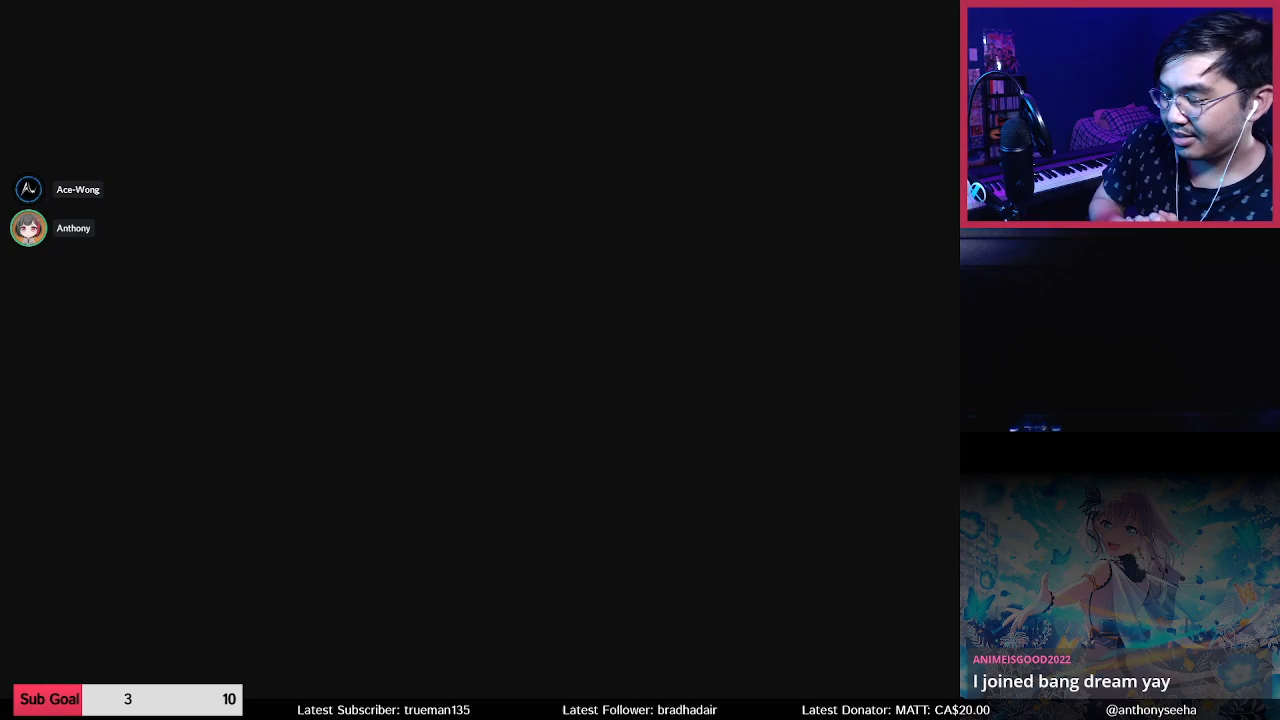 Ace-Wong
Anthony
ANIMEISGOOD2022
I joined bang dream yay
Sub Goal 3 10
Latest Subscriber: trueman135 Latest Follower: bradhadair Latest Donator: MATT: CA$20.00 @anthonyseeha